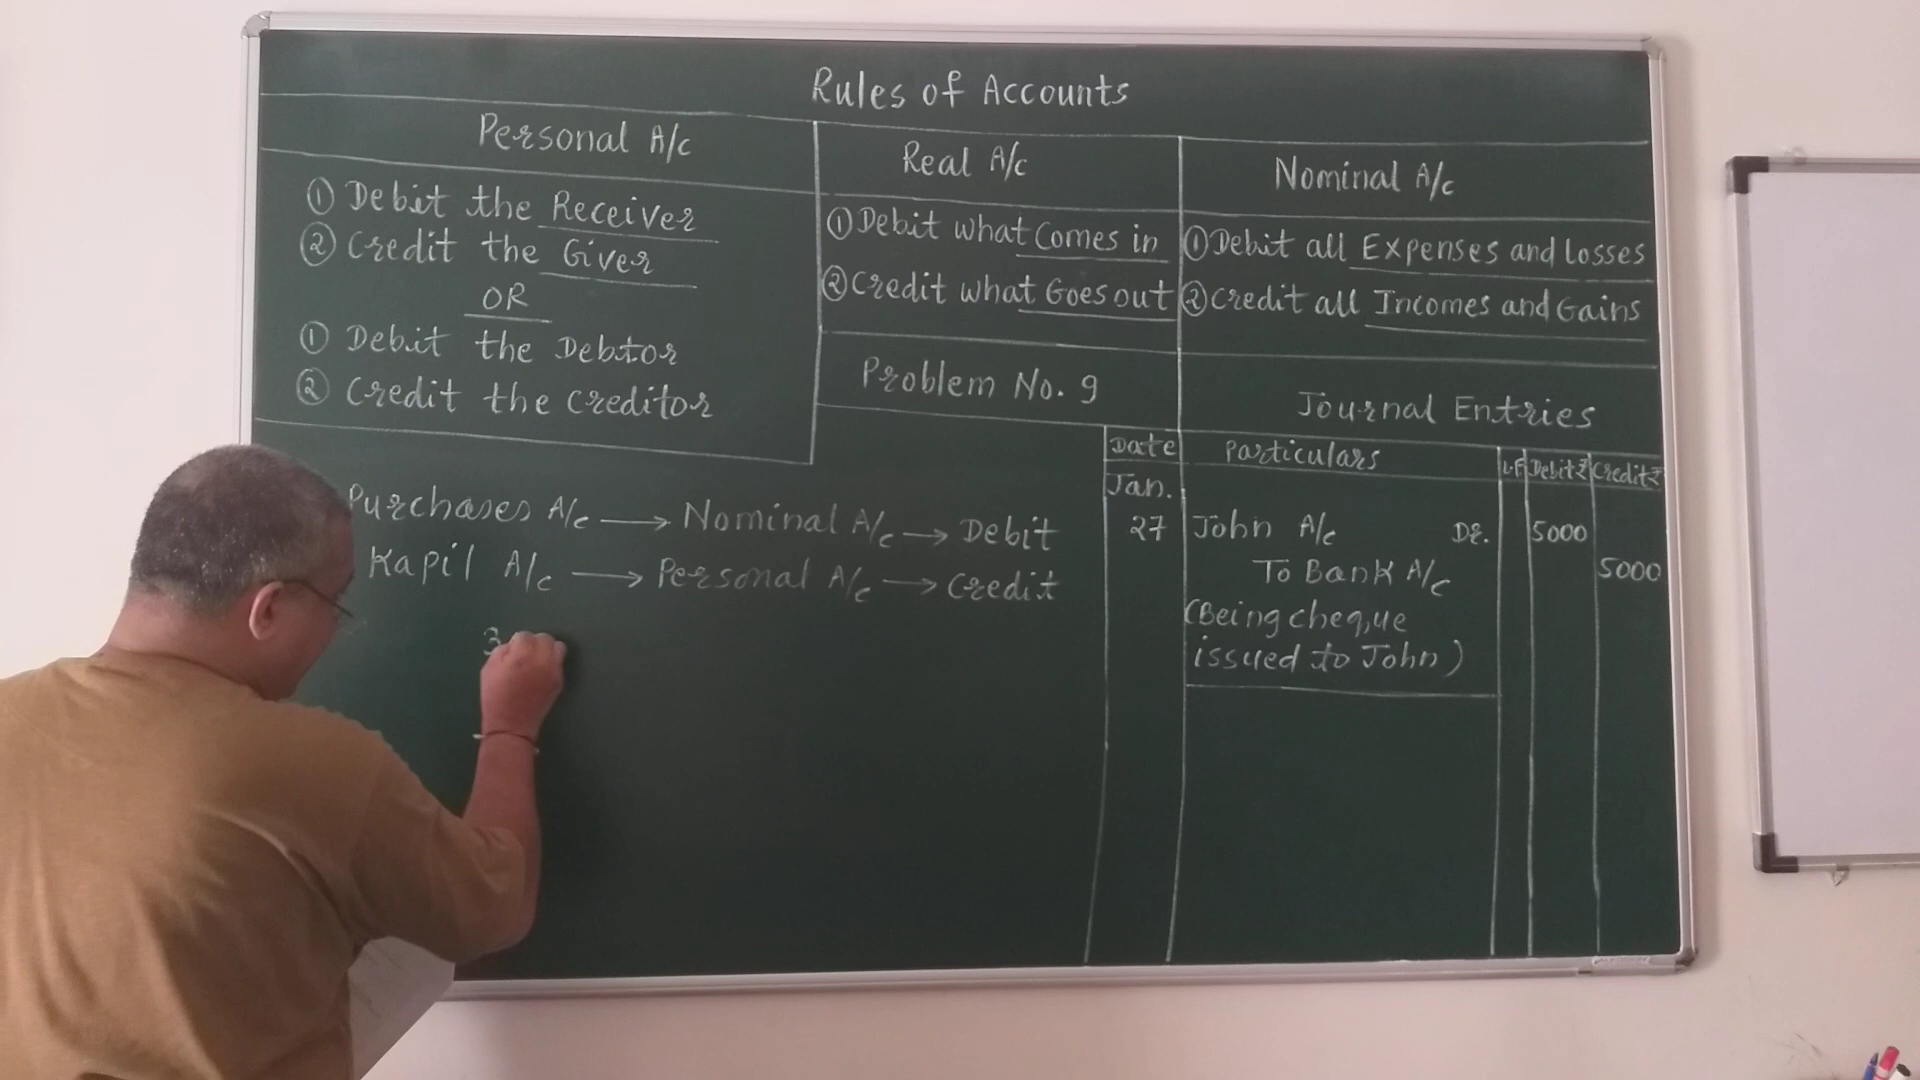 Rules of Accounts
Personal A/c
① Debit the Receiver
② Credit the Giver
OR
① Debit the Debtor
② Credit the creditor
Real A/c
① Debit what Comes in
② Credit what Goes out
Nominal A/c
① Debit all Expenses and Losses
② Credit all Incomes and Gains
Problem No. 9
Purchases A/c → Nominal A/c → Debit
Kapil A/c → Personal A/c → Credit
3
Journal Entries
Date Particulars L.F Debit₹ Credit₹
Jan.
27 John A/c Dr. 5000
To Bank A/c 5000
(Being cheque
issued to John)